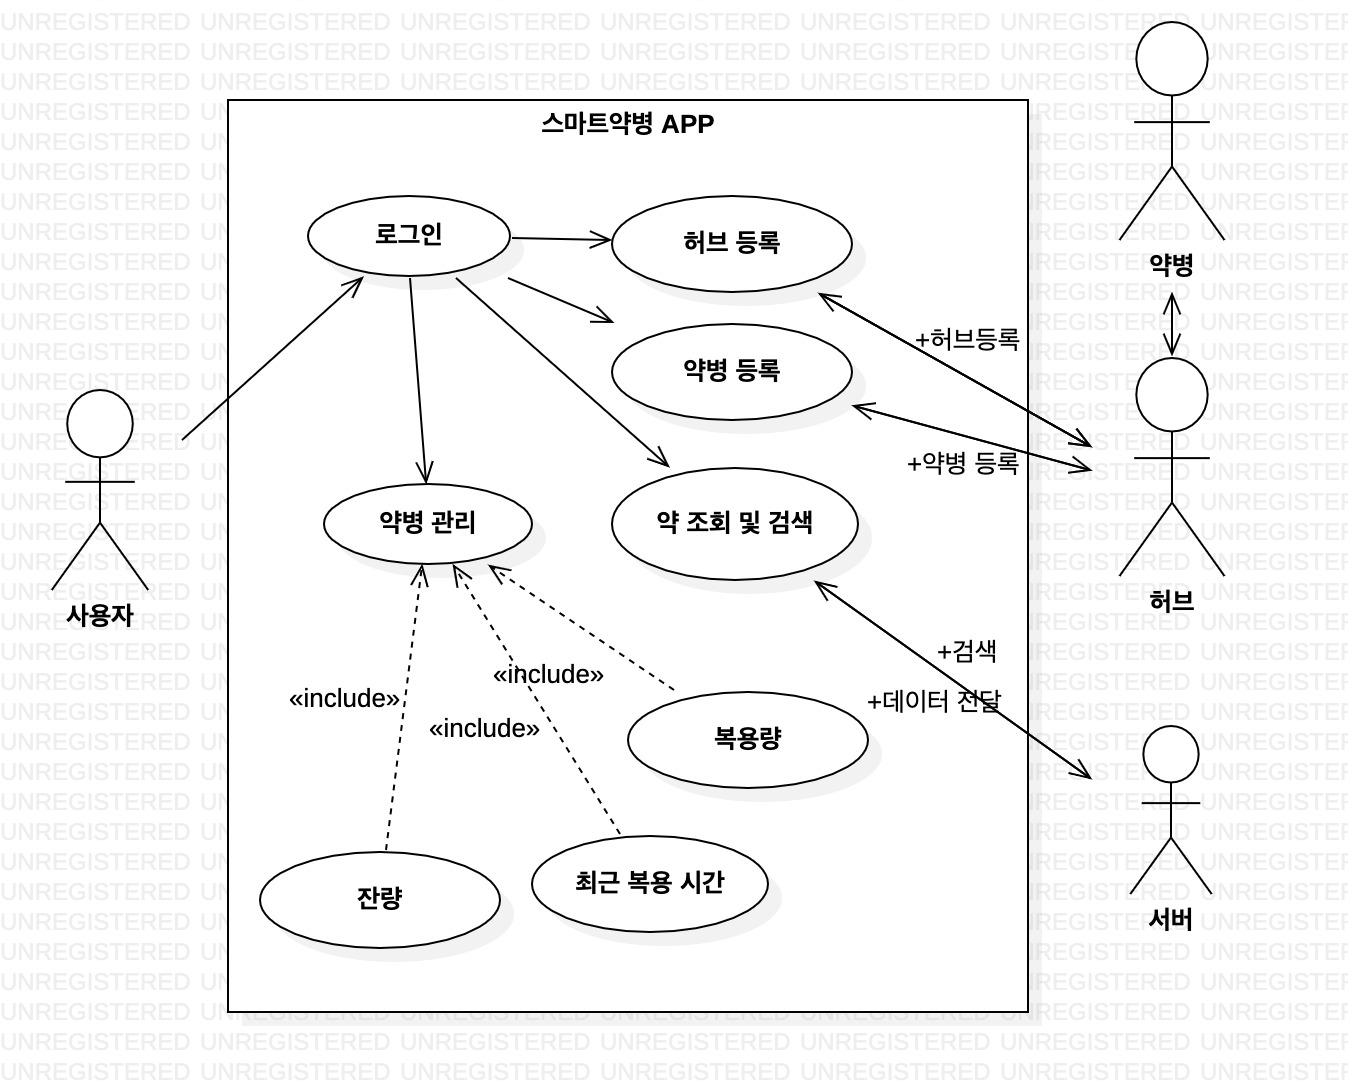 스마트약병 APP
로그인
허브 등록
약병
+허브등록
약병 등록
+약병 등록
약병 관리
약 조회 및 검색
허브
사용자
+검색
«include»
«include»
+데이터 전달
«include»
복용량
최근 복용 시간
잔량
서버
UNREGISTERED